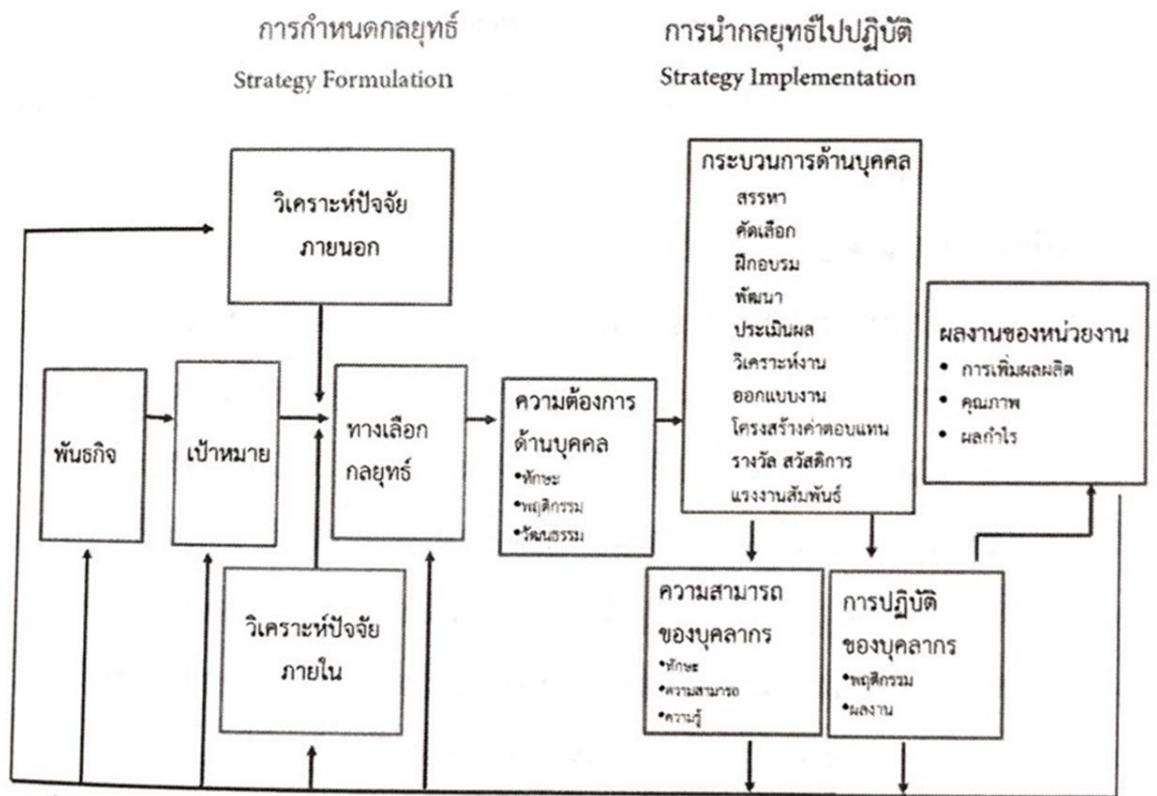 การกำหนดกลยุทธ์
Strategy Formulation
การนำกลยุทธ์ไปปฏิบัติ
Strategy Implementation
วิเคราะห์ปัจจัย
ภายนอก
พันธกิจ
เป้าหมาย
ทางเลือก
กลยุทธ์
วิเคราะห์ปัจจัย
ภายใน
ความต้องการ
ด้านบุคคล
•ทักษะ
•พฤติกรรม
•วัฒนธรรม
กระบวนการด้านบุคคล
สรรหา
คัดเลือก
ฝึกอบรม
พัฒนา
ประเมินผล
วิเคราะห์งาน
ออกแบบงาน
โครงสร้างค่าตอบแทน
รางวัล สวัสดิการ
แรงงานสัมพันธ์
ความสามารถ
ของบุคลากร
•ทักษะ
•ความสามารถ
•ความรู้
การปฏิบัติ
ของบุคลากร
•พฤติกรรม
•ผลงาน
ผลงานของหน่วยงาน
• การเพิ่มผลผลิต
• คุณภาพ
• ผลกำไร